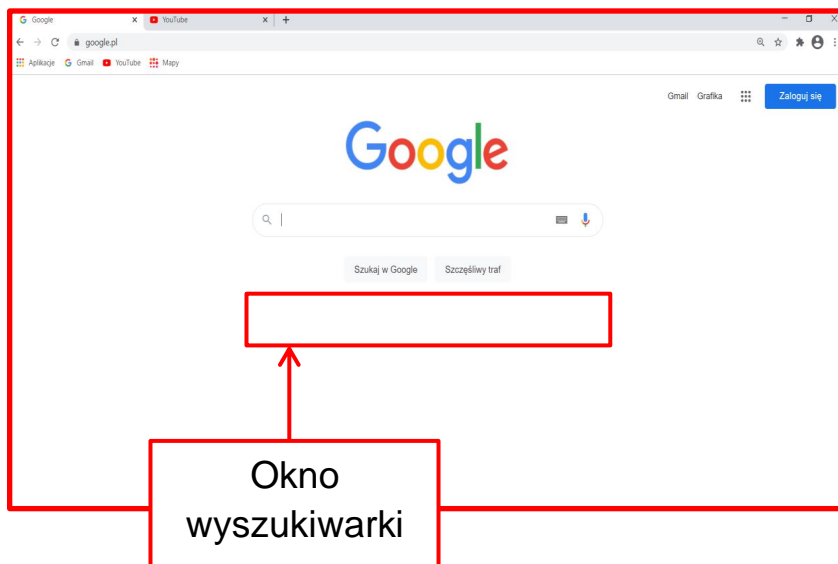 Google x YouTube x +
google.pl
Aplikacje Gmail YouTube Mapy
Gmail Grafika Zaloguj się
Google
Szukaj w Google Szczęśliwy traf
Okno
wyszukiwarki